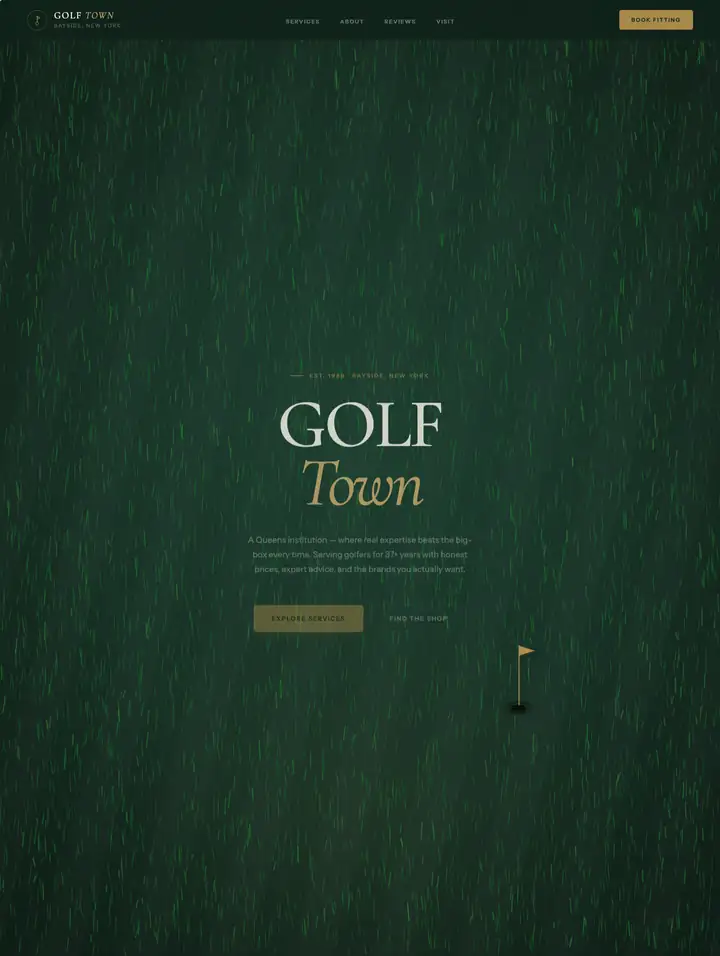 GOLF TOWN
BAYSIDE, NEW YORK
SERVICES
ABOUT
REVIEWS
VISIT
BOOK FITTING
EST. BAYSIDE, NEW YORK
GOLF
Town
A Queens institution — where real expertise beats the big-
box every time. Serving golfers for 37+ years with honest
prices, expert advice, and the brands you actually want.
EXPLORE SERVICES
FIND THE SHOP